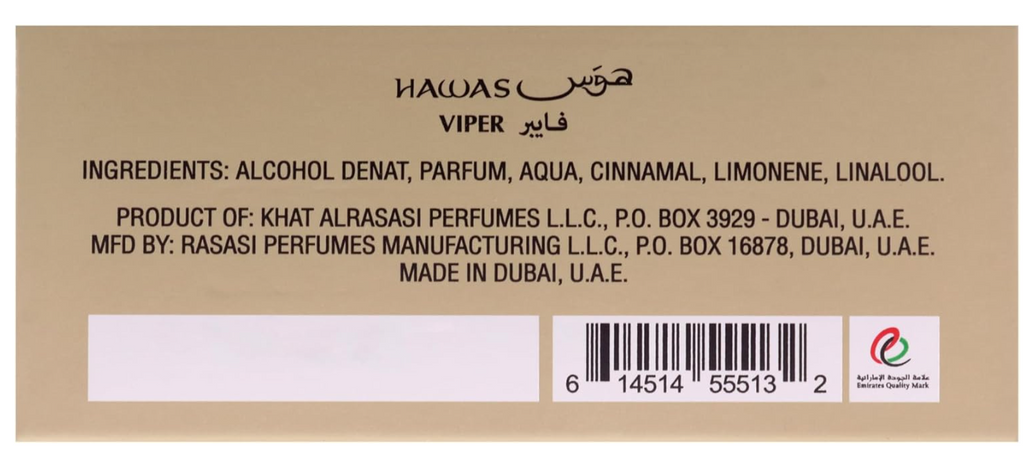 HAWAS هوَس
VIPER فايبر
INGREDIENTS: ALCOHOL DENAT, PARFUM, AQUA, CINNAMAL, LIMONENE, LINALOOL.
PRODUCT OF: KHAT ALRASASI PERFUMES L.L.C., P.O. BOX 3929 - DUBAI, U.A.E.
MFD BY: RASASI PERFUMES MANUFACTURING L.L.C., P.O. BOX 16878, DUBAI, U.A.E.
MADE IN DUBAI, U.A.E.
6 14514 55513 2
علامة الجودة الإماراتية
Emirates Quality Mark